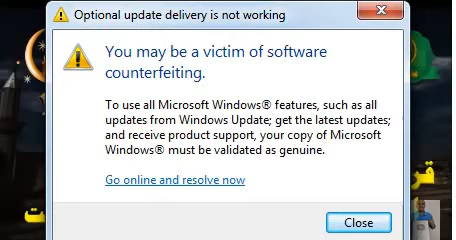 Optional update delivery is not working
You may be a victim of software
counterfeiting.
To use all Microsoft Windows® features, such as all
updates from Windows Update; get the latest updates;
and receive product support, your copy of Microsoft
Windows® must be validated as genuine.
Go online and resolve now
Close